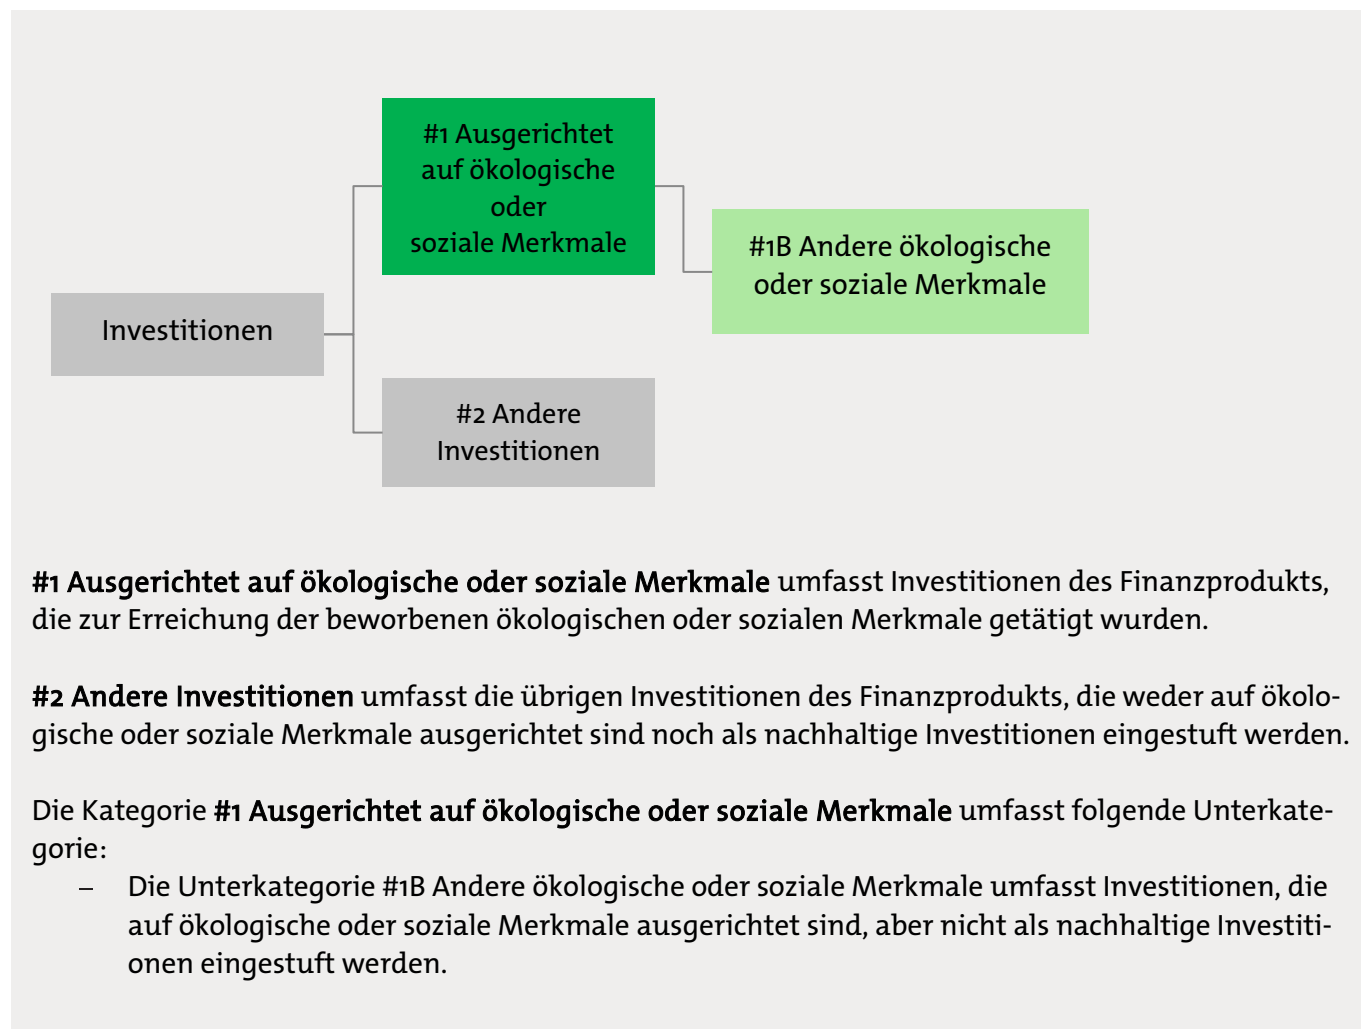 #1 Ausgerichtet
auf ökologische
oder
soziale Merkmale
#1B Andere ökologische
oder soziale Merkmale
Investitionen
#2 Andere
Investitionen
#1 Ausgerichtet auf ökologische oder soziale Merkmale umfasst Investitionen des Finanzprodukts,
die zur Erreichung der beworbenen ökologischen oder sozialen Merkmale getätigt wurden.
#2 Andere Investitionen umfasst die übrigen Investitionen des Finanzprodukts, die weder auf ökolo-
gische oder soziale Merkmale ausgerichtet sind noch als nachhaltige Investitionen eingestuft werden.
Die Kategorie #1 Ausgerichtet auf ökologische oder soziale Merkmale umfasst folgende Unterkate-
gorie:
– Die Unterkategorie #1B Andere ökologische oder soziale Merkmale umfasst Investitionen, die
auf ökologische oder soziale Merkmale ausgerichtet sind, aber nicht als nachhaltige Investiti-
onen eingestuft werden.